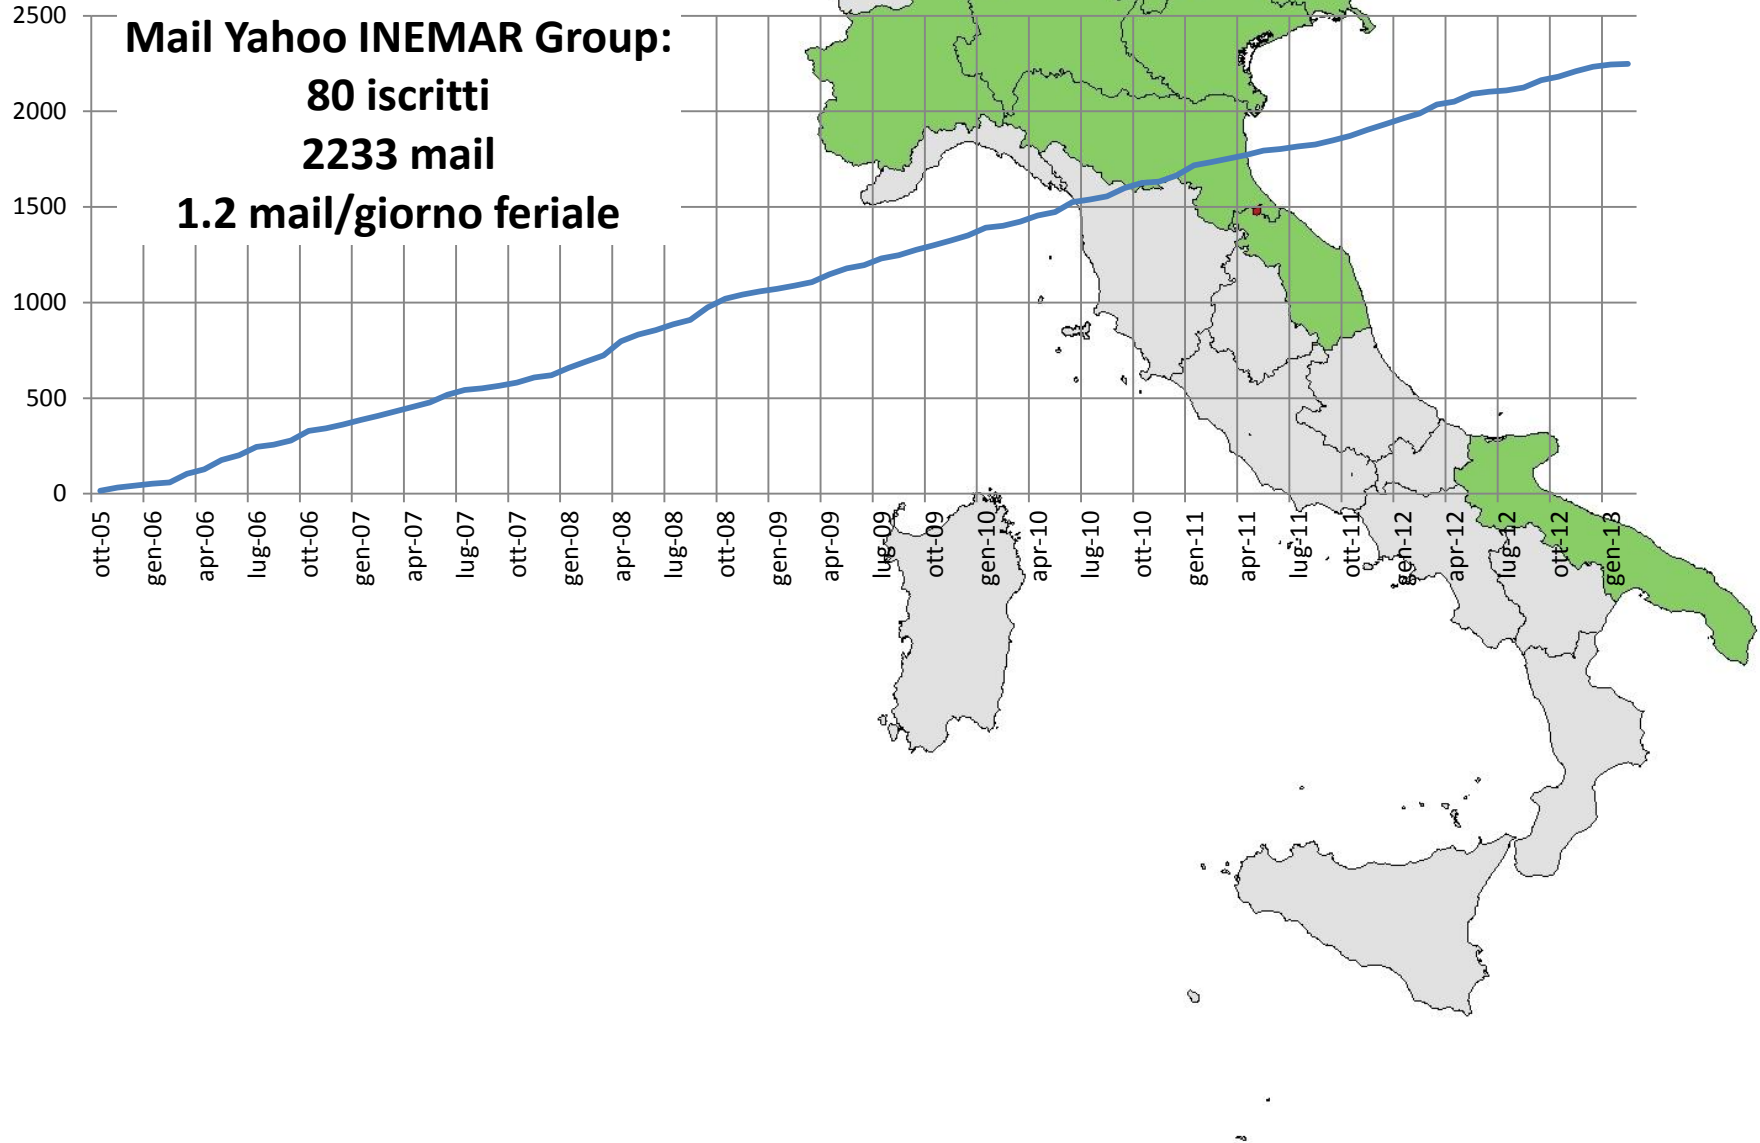 2500
Mail Yahoo INEMAR Group:
80 iscritti
2000
2233 mail
1500
1.2 mail/giorno feriale
1000
500
0
ott-05 gen-06 apr-06 lug-06 ott-06 gen-07 apr-07 lug-07 ott-07 gen-08 apr-08 lug-08 ott-08 gen-09 apr-09 lug-09 ott-09 gen-10 apr-10 lug-10 ott-10 gen-11 apr-11 lug-11 ott-11 gen-12 apr-12 lug-12 ott-12 gen-13